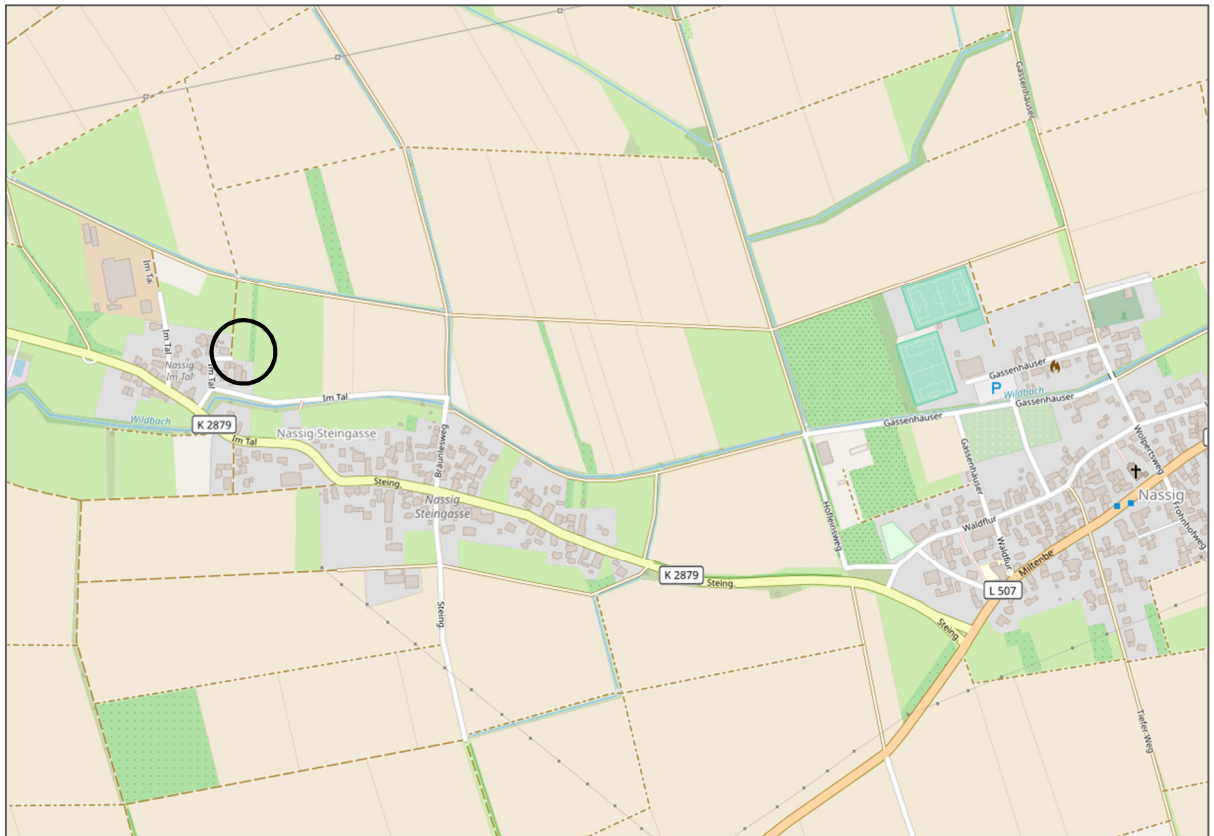 Gassenhäuser
Im Tal
Im Tal
Nassig
Im Tal
Im Tal
Wildbach
K 2879
Im Tal
Im Tal
Nassig-Steingasse
Bräunlesweg
Steing.
Nassig
Steingasse
Steing.
K 2879
Steing.
Steing.
Hofleinsweg
Gassenhäuser
Gassenhäuser
P
Wildbach
Gassenhäuser
Gassenhäuser
Wolpertsweg
Nassig
Frohnhofweg
Waldflur
Waldflur
Miltenbe
L 507
Tiefer-Weg